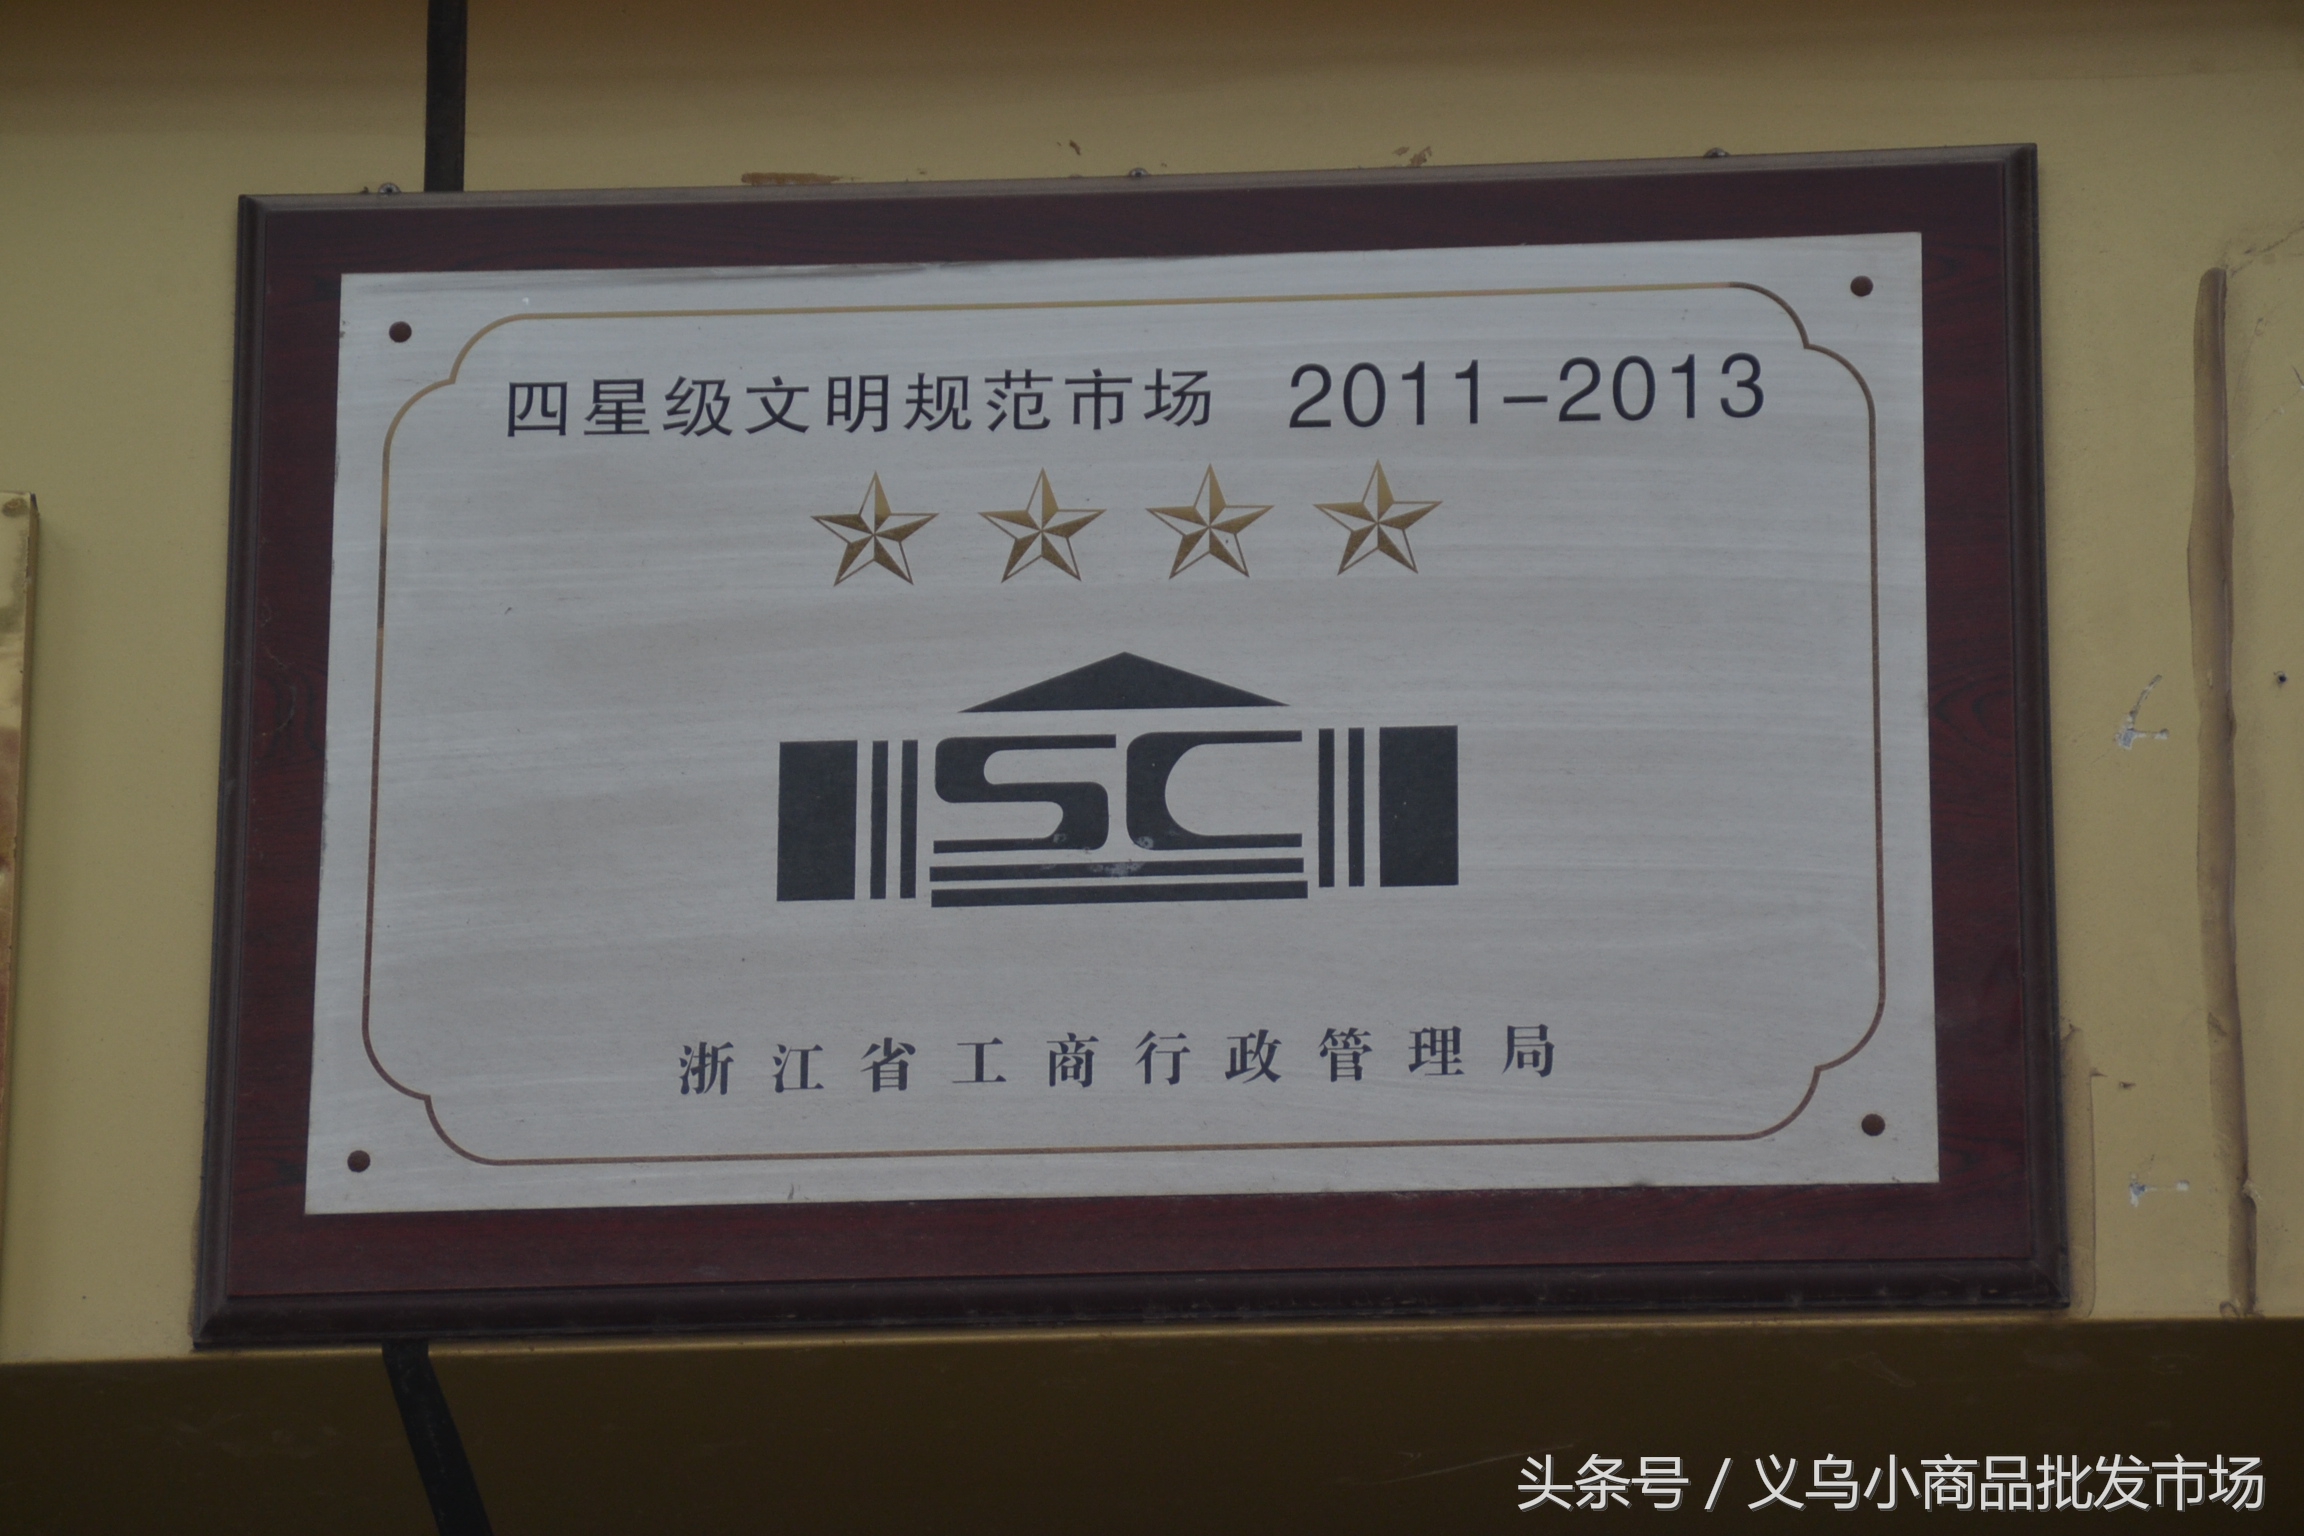 四星级文明规范市场 2011-2013
SC
浙江省工商行政管理局
头条号 / 义乌小商品批发市场